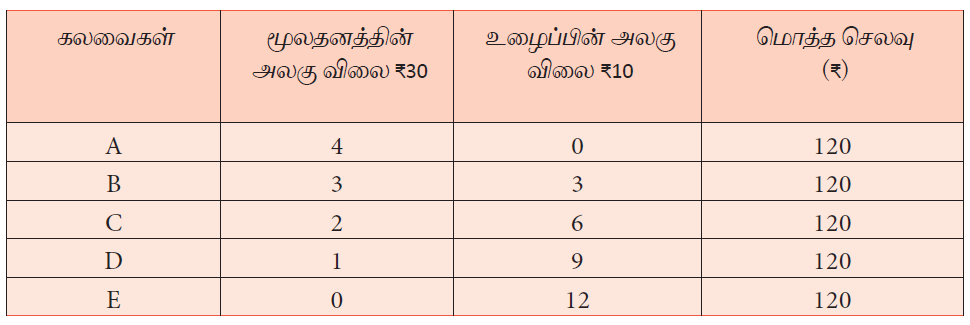 கலவைகள் மூலதனத்தின் உழைப்பின் அலகு மொத்த செலவு
அலகு விலை ₹30 விலை ₹10 (₹)
A 4 0 120
B 3 3 120
C 2 6 120
D 1 9 120
E 0 12 120